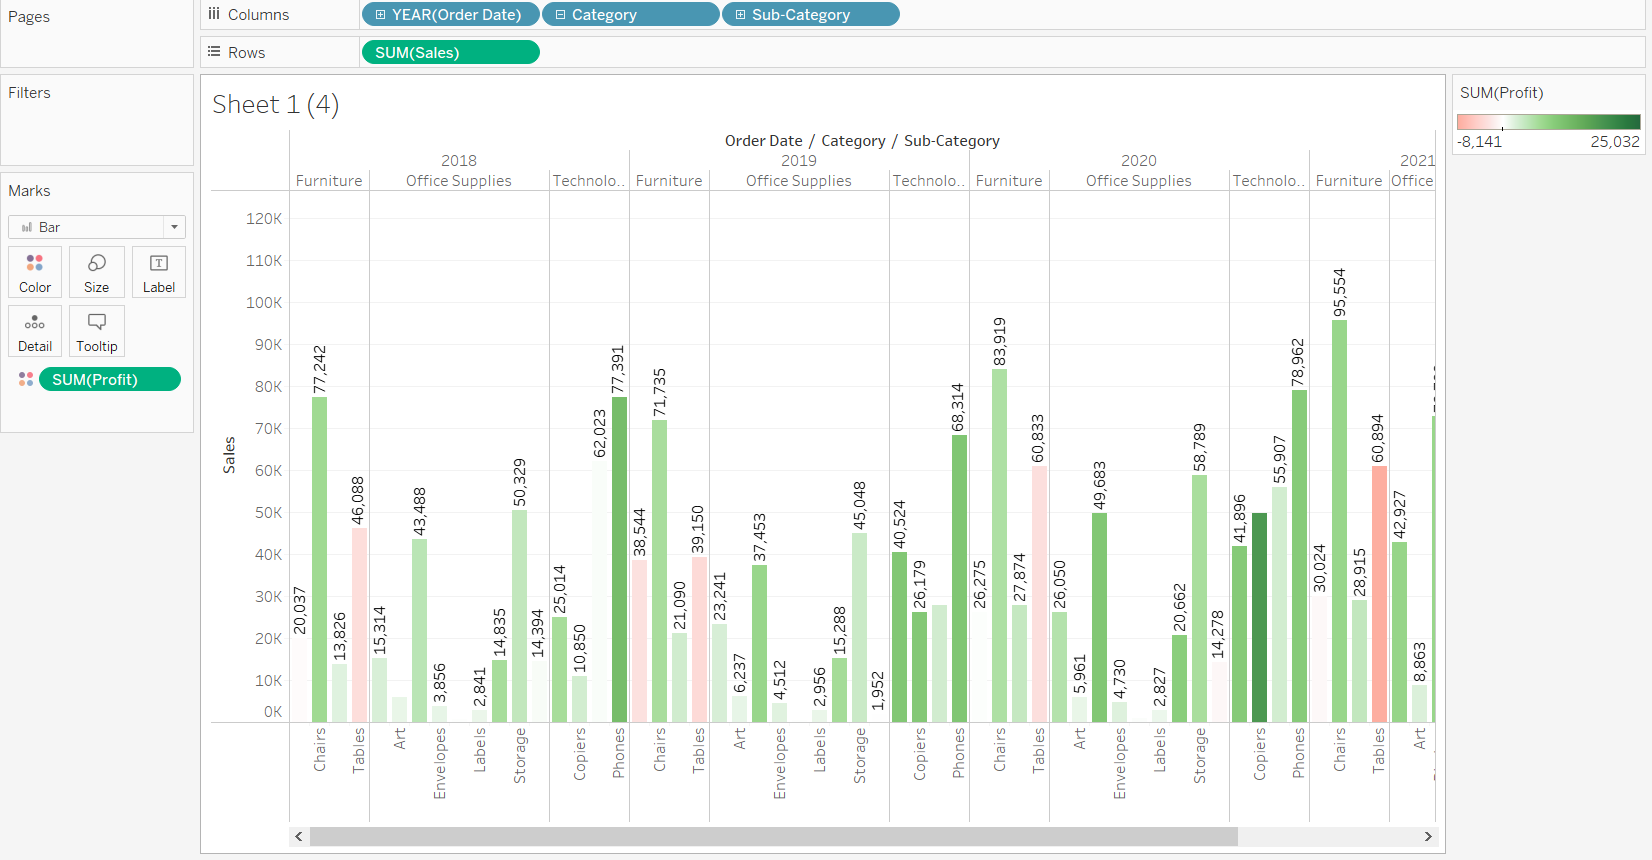 Pages
Columns
YEAR(Order Date)
Category
Sub-Category
Rows
SUM(Sales)
Filters
Marks
Bar
Color
Size
Label
Detail
Tooltip
SUM(Profit)
Sheet 1 (4)
Order Date / Category / Sub-Category
2018
2019
2020
2021
Furniture
Office Supplies
Technolo..
Furniture
Office Supplies
Technolo..
Furniture
Office Supplies
Technolo..
Furniture
Office
Sales
120K
110K
100K
90K
80K
70K
60K
50K
40K
30K
20K
10K
0K
20,037
77,242
13,826
46,088
15,314
43,488
3,856
2,841
14,835
50,329
14,394
25,014
10,850
62,023
77,391
38,544
71,735
21,090
39,150
23,241
6,237
37,453
4,512
2,956
15,288
45,048
1,952
40,524
26,179
68,314
26,275
83,919
27,874
60,833
26,050
5,961
49,683
4,730
2,827
20,662
58,789
14,278
41,896
55,907
78,962
30,024
95,554
28,915
60,894
42,927
8,863
Chairs
Tables
Art
Envelopes
Labels
Storage
Copiers
Phones
Chairs
Tables
Art
Envelopes
Labels
Storage
Copiers
Phones
Chairs
Tables
Art
Envelopes
Labels
Storage
Copiers
Phones
Chairs
Tables
Art
SUM(Profit)
-8,141
25,032